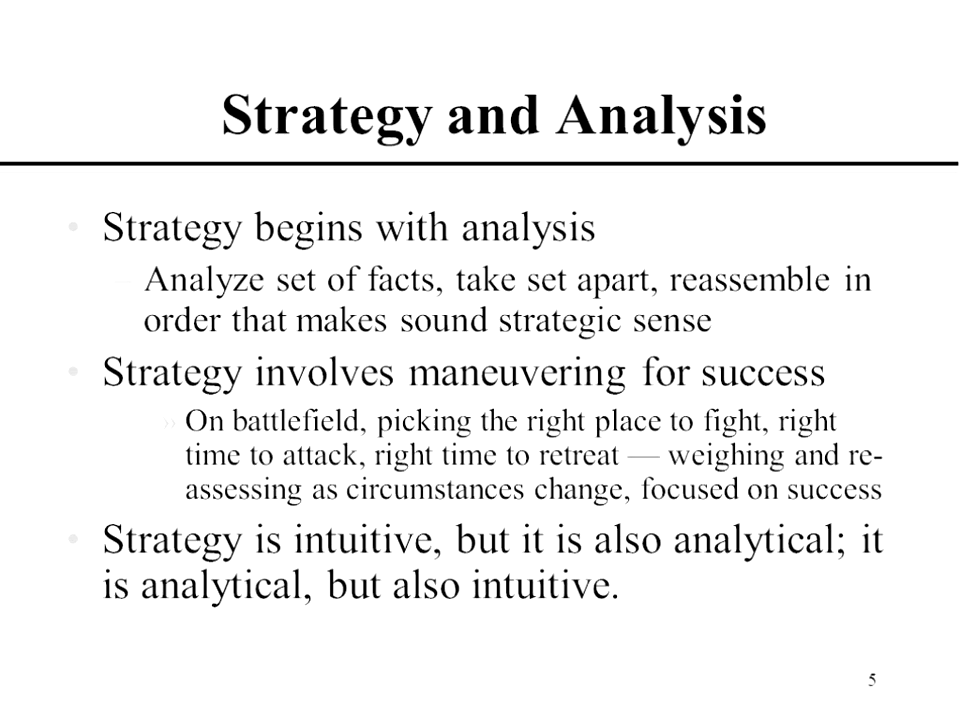 Strategy and Analysis
• Strategy begins with analysis
– Analyze set of facts, take set apart, reassemble in
order that makes sound strategic sense
• Strategy involves maneuvering for success
» On battlefield, picking the right place to fight, right
time to attack, right time to retreat — weighing and re-
assessing as circumstances change, focused on success
• Strategy is intuitive, but it is also analytical; it
is analytical, but also intuitive.
5